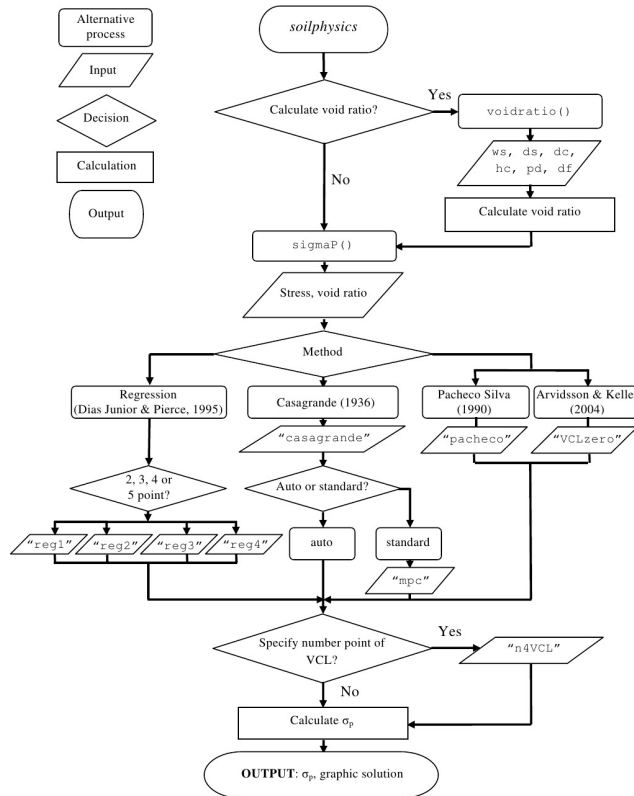 Alternative
process
Input
Decision
Calculation
Output
soilphysics
Calculate void ratio?
Yes
voidratio()
ws, ds, dc,
hc, pd, df
No
Calculate void ratio
sigmaP()
Stress, void ratio
Method
Regression
(Dias Junior & Pierce, 1995)
Casagrande (1936)
Pacheco Silva
(1990)
Arvidsson & Keller
(2004)
“casagrande”
“pacheco”
“VCLzero”
2, 3, 4 or
5 point?
Auto or standard?
“reg1”
“reg2”
“reg3”
“reg4”
auto
standard
“mpc”
Specify number point of
VCL?
Yes
“n4VCL”
No
Calculate σp
OUTPUT: σp, graphic solution